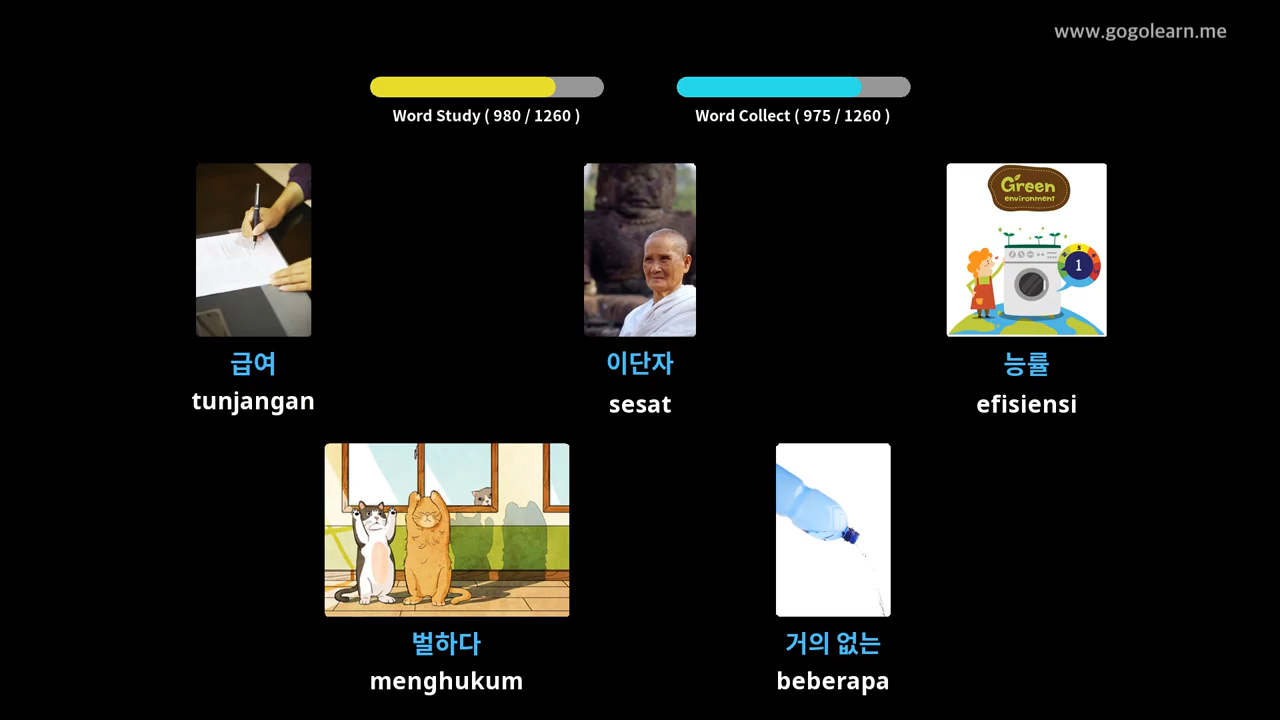 www.gogolearn.me
Word Study ( 980 / 1260 )
Word Collect ( 975 / 1260 )
Green
environment
1
급여
tunjangan
이단자
sesat
능률
efisiensi
벌하다
menghukum
거의 없는
beberapa